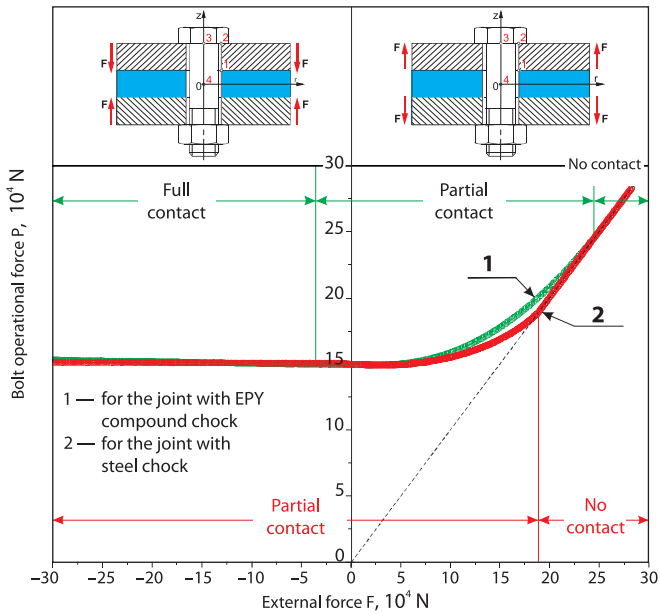 z
3 2
1
F F
4
0 r
F F
z
3 2
F F
1
4
0 r
F F
30
No contact
Full
contact
Partial
contact
25
1
20
2
15
1 — for the joint with EPY
compound chock
2 — for the joint with
steel chock
10
5
Partial
contact
No
contact
0
−30 −25 −20 −15 −10 −5 0 5 10 15 20 25 30
External force F, 10⁴ N
Bolt operational force P, 10⁴ N